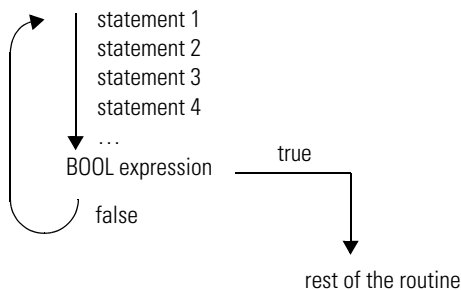 statement 1
statement 2
statement 3
statement 4
…
BOOL expression
true
false
rest of the routine